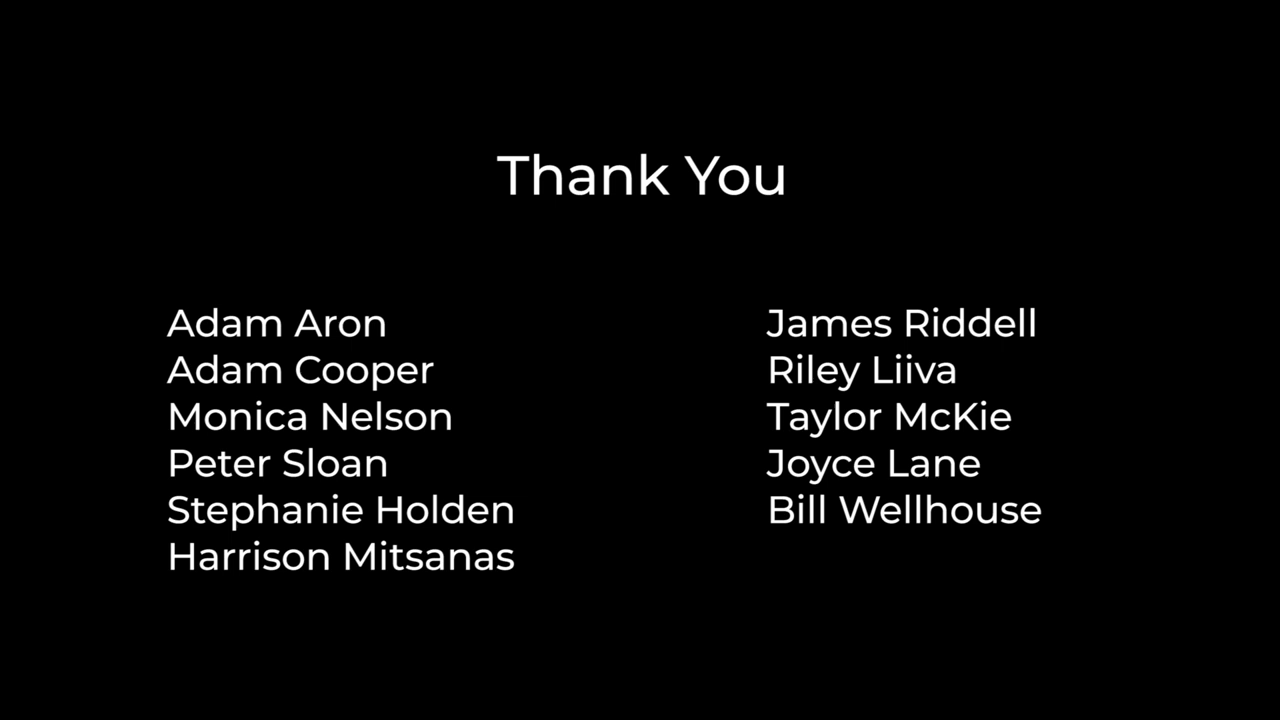 Thank You
Adam Aron
Adam Cooper
Monica Nelson
Peter Sloan
Stephanie Holden
Harrison Mitsanas
James Riddell
Riley Liiva
Taylor McKie
Joyce Lane
Bill Wellhouse